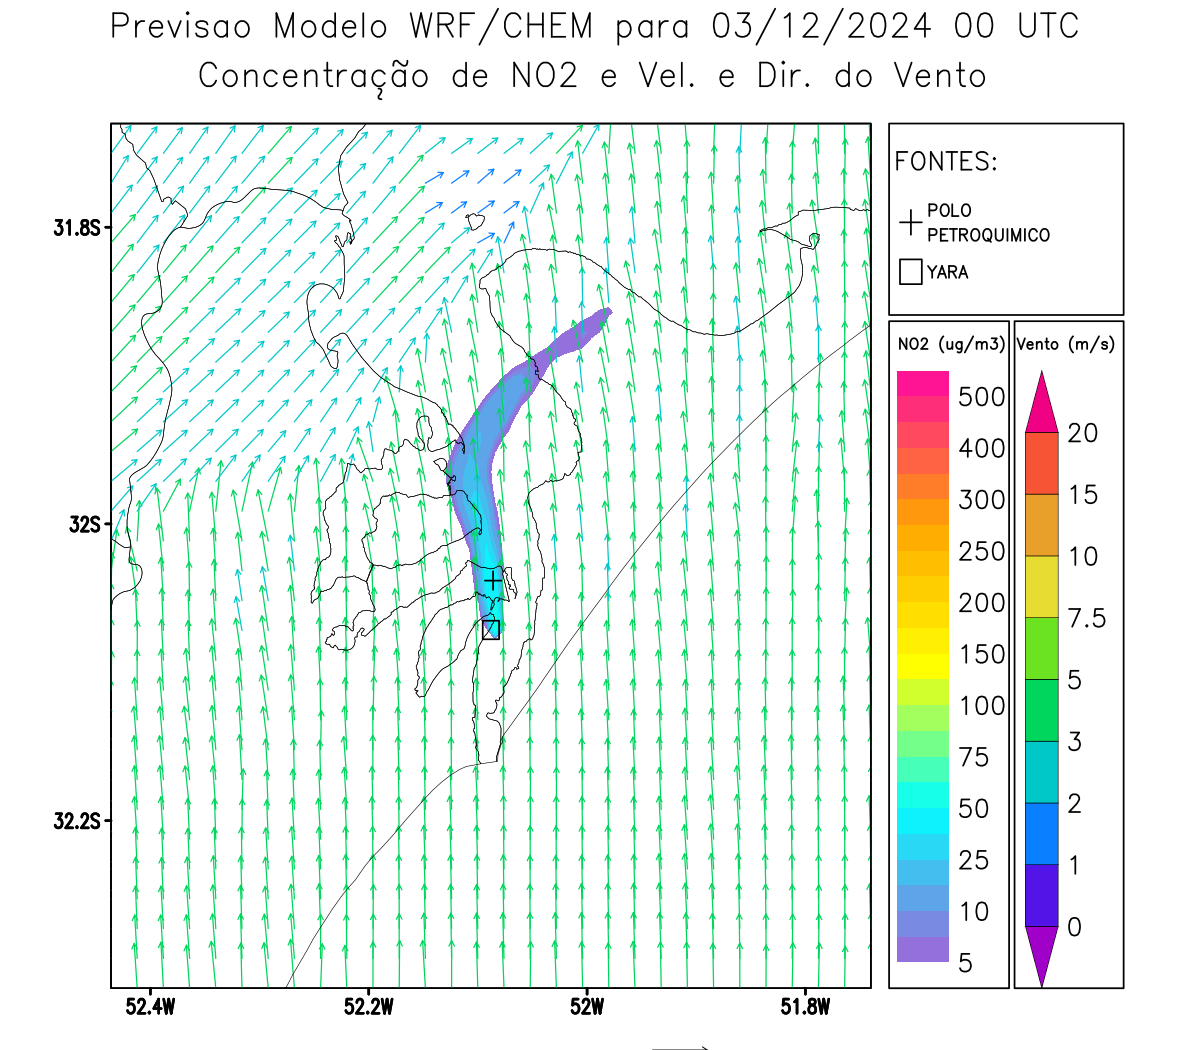 Previsao Modelo WRF/CHEM para 03/12/2024 00 UTC
Concentração de NO2 e Vel. e Dir. do Vento
FONTES:
POLO
PETROQUIMICO
YARA
NO2 (ug/m3)
500
400
300
250
200
150
100
75
50
25
10
5
Vento (m/s)
20
15
10
7.5
5
3
2
1
0
31.8S
32S
32.2S
52.4W
52.2W
52W
51.8W